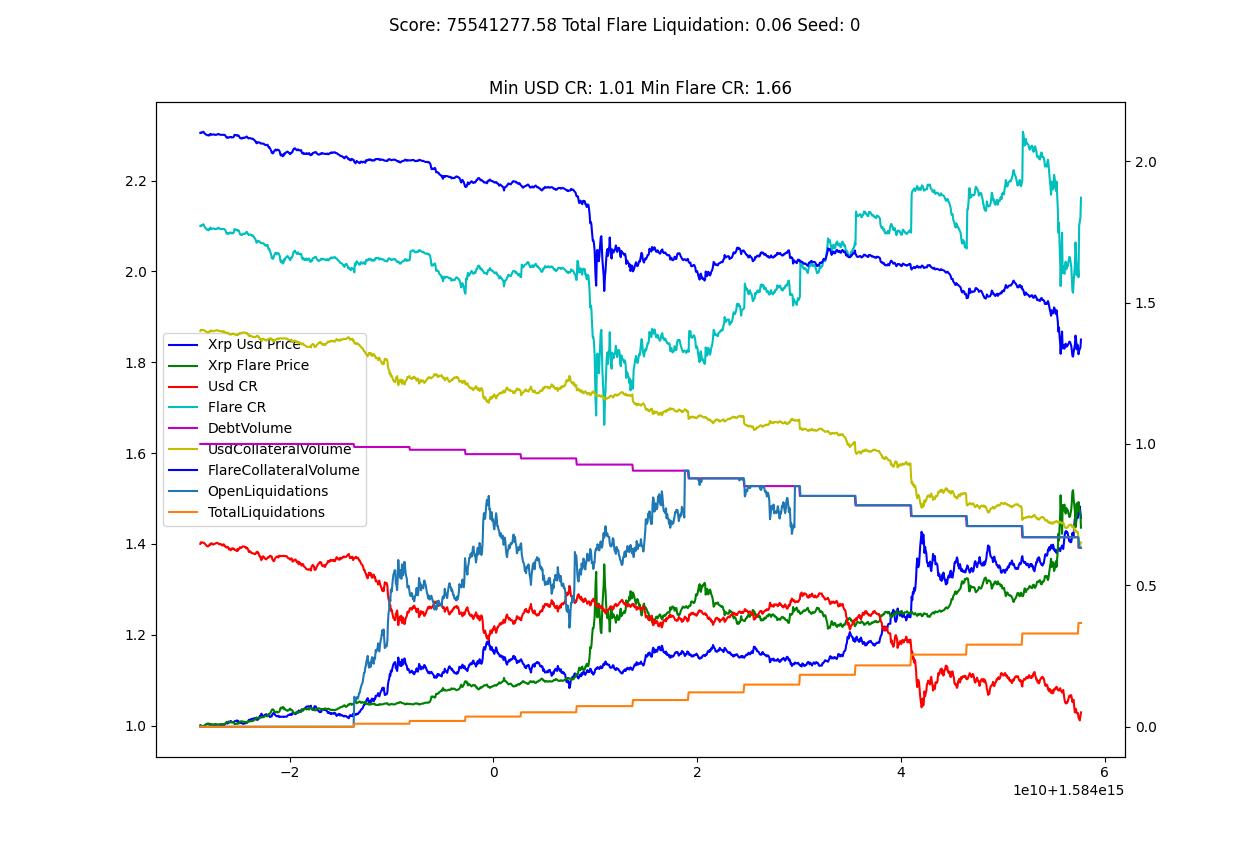 Score: 75541277.58 Total Flare Liquidation: 0.06 Seed: 0
Min USD CR: 1.01 Min Flare CR: 1.66
2.2
2.0
1.8
1.6
1.4
1.2
1.0
2.0
1.5
1.0
0.5
0.0
Xrp Usd Price
Xrp Flare Price
Usd CR
Flare CR
DebtVolume
UsdCollateralVolume
FlareCollateralVolume
OpenLiquidations
TotalLiquidations
−2 0 2 4 6
1e10+1.584e15